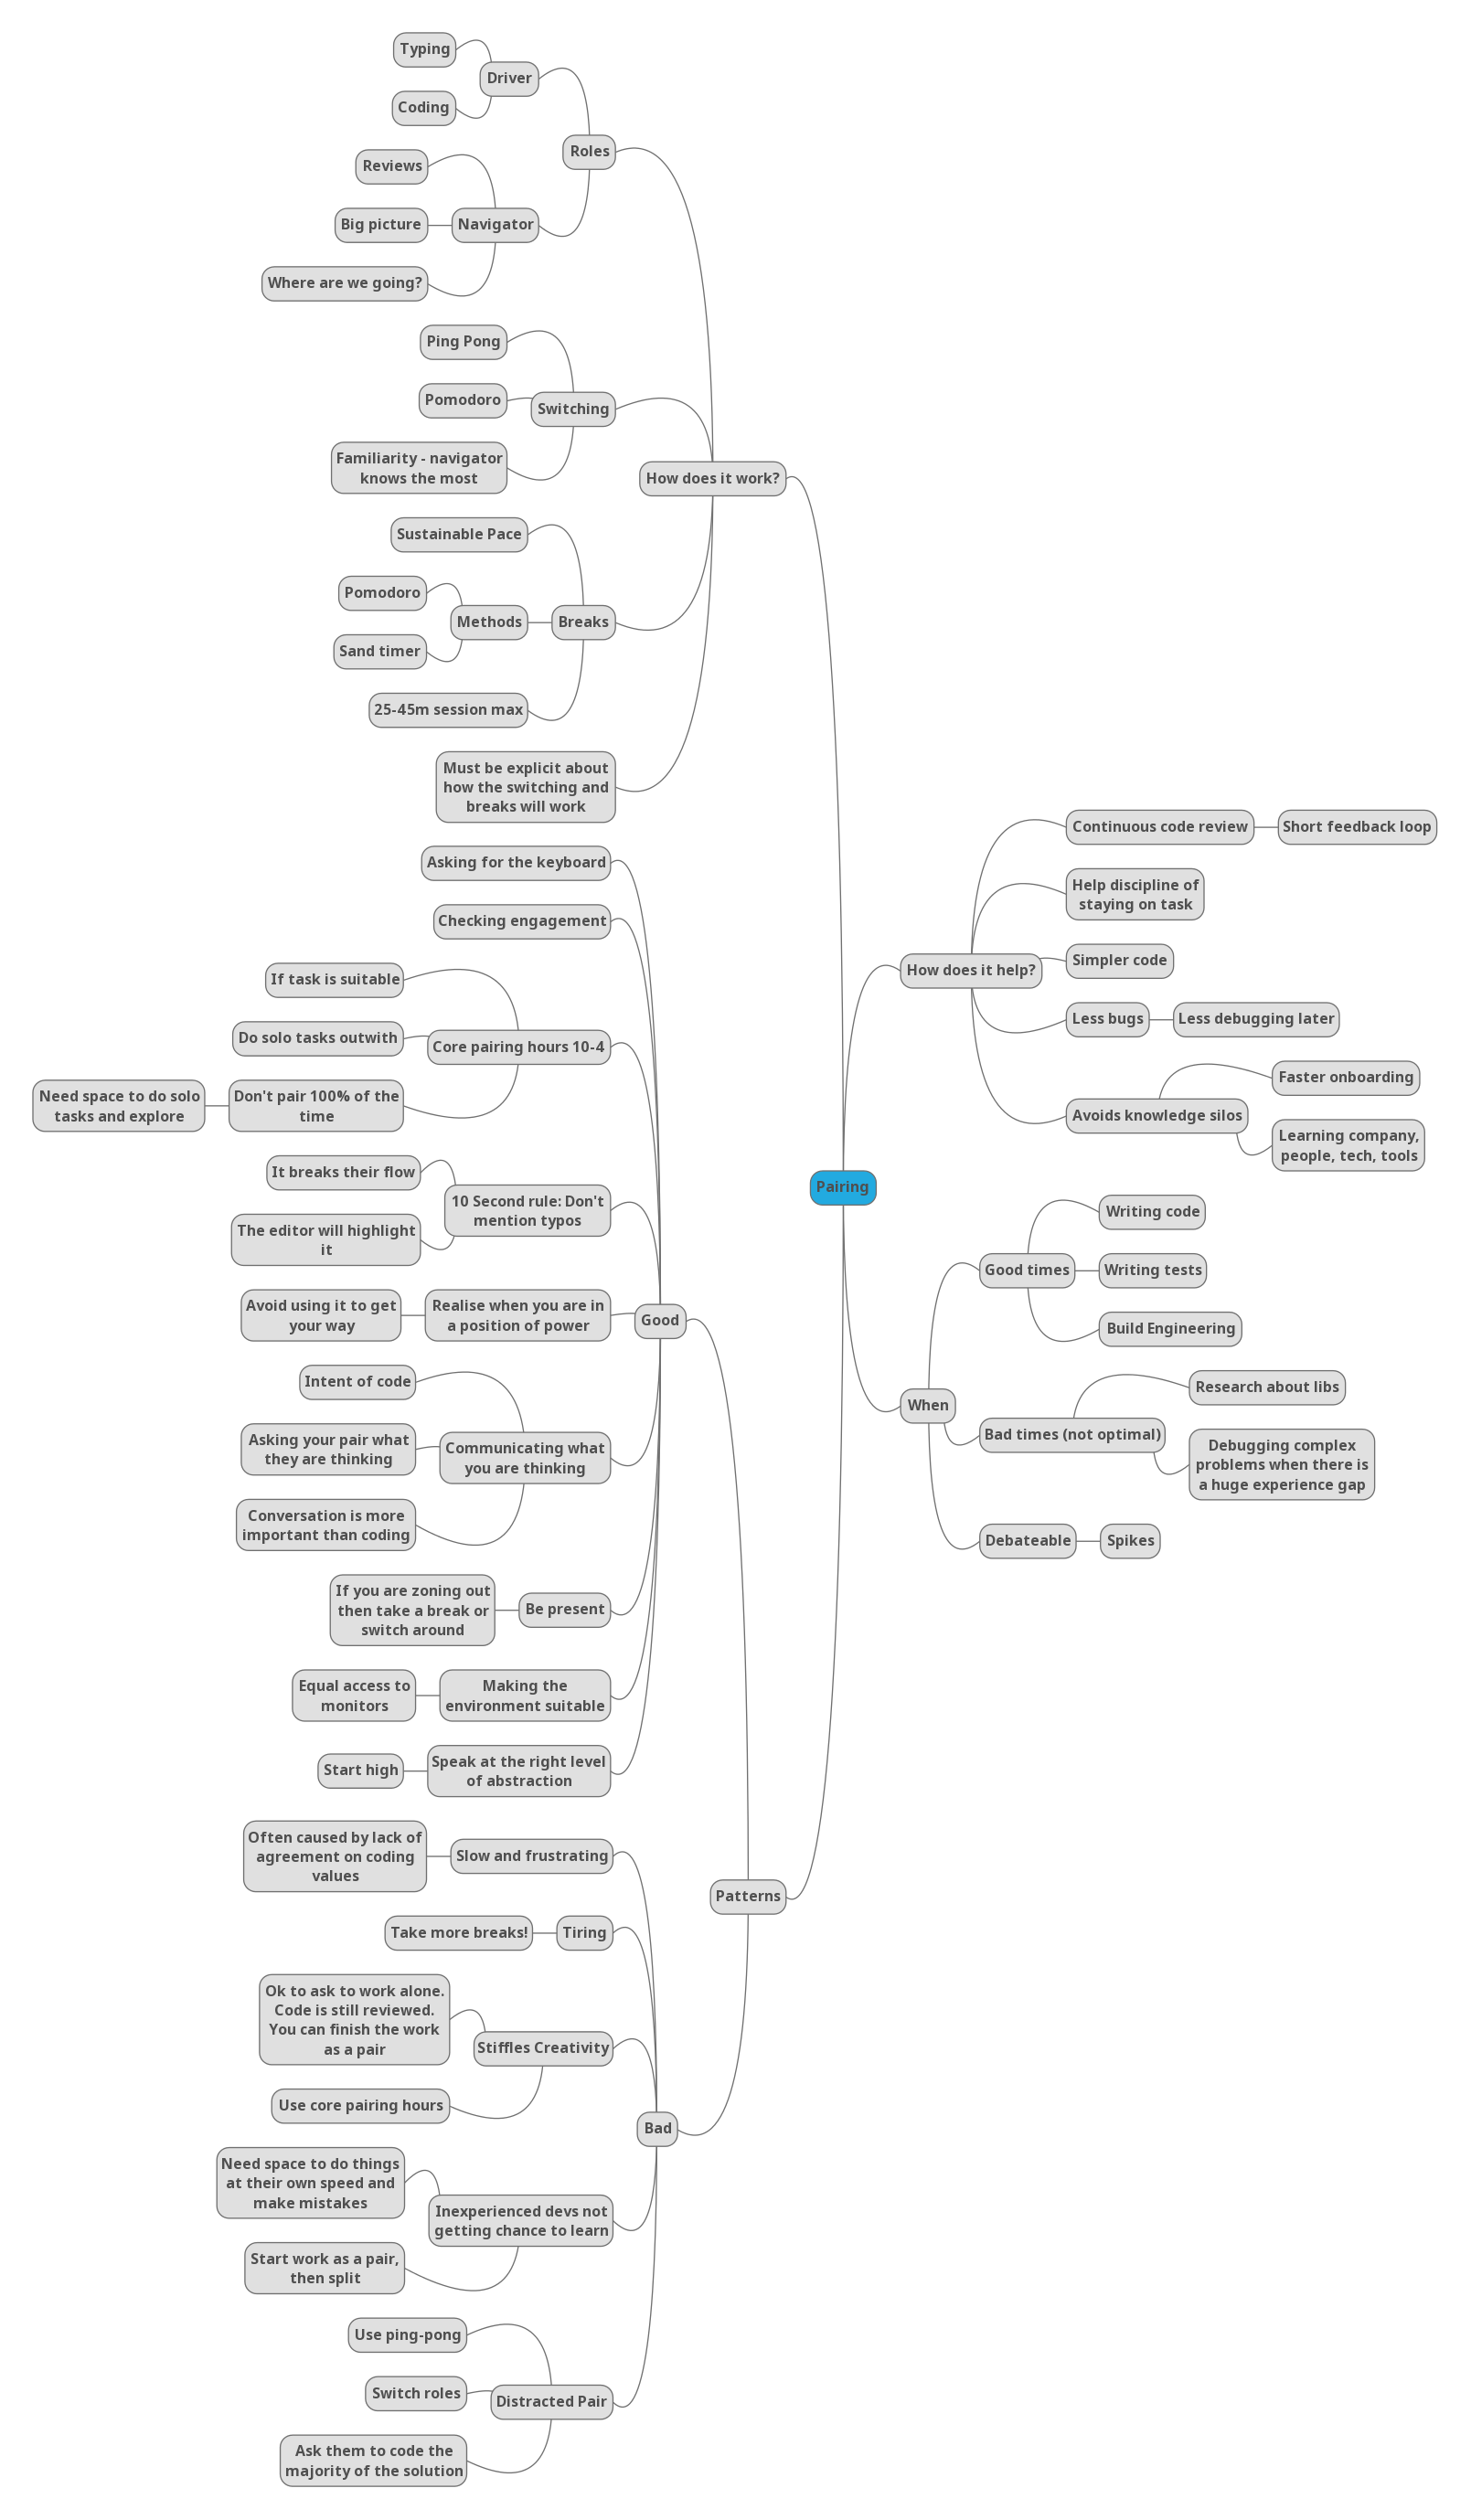 Typing
Driver
Coding
Roles
Reviews
Big picture
Navigator
Where are we going?
Ping Pong
Pomodoro
Switching
Familiarity - navigator
knows the most
How does it work?
Sustainable Pace
Pomodoro
Methods
Breaks
Sand timer
25-45m session max
Must be explicit about
how the switching and
breaks will work
Asking for the keyboard
Checking engagement
If task is suitable
Do solo tasks outwith
Core pairing hours 10-4
Need space to do solo
tasks and explore
Don't pair 100% of the
time
It breaks their flow
10 Second rule: Don't
mention typos
The editor will highlight
it
Avoid using it to get
your way
Realise when you are in
a position of power
Good
Intent of code
Asking your pair what
they are thinking
Communicating what
you are thinking
Conversation is more
important than coding
If you are zoning out
then take a break or
switch around
Be present
Equal access to
monitors
Making the
environment suitable
Start high
Speak at the right level
of abstraction
Often caused by lack of
agreement on coding
values
Slow and frustrating
Patterns
Take more breaks!
Tiring
Ok to ask to work alone.
Code is still reviewed.
You can finish the work
as a pair
Stiffles Creativity
Use core pairing hours
Bad
Need space to do things
at their own speed and
make mistakes
Inexperienced devs not
getting chance to learn
Start work as a pair,
then split
Use ping-pong
Switch roles
Distracted Pair
Ask them to code the
majority of the solution
Pairing
Continuous code review
Short feedback loop
Help discipline of
staying on task
How does it help?
Simpler code
Less bugs
Less debugging later
Faster onboarding
Avoids knowledge silos
Learning company,
people, tech, tools
Writing code
Good times
Writing tests
Build Engineering
When
Research about libs
Bad times (not optimal)
Debugging complex
problems when there is
a huge experience gap
Debateable
Spikes